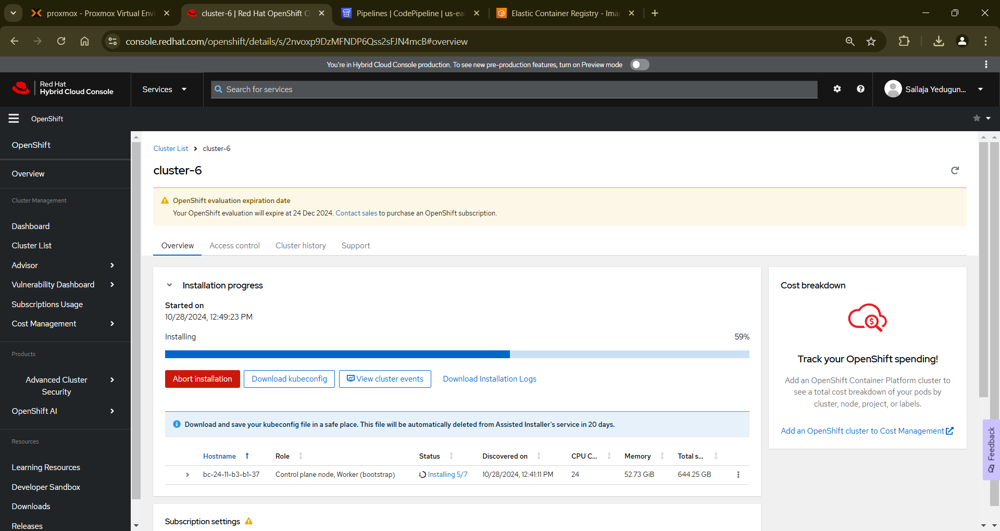 proxmox - Proxmox Virtual Envi
cluster-6 | Red Hat OpenShift C
Pipelines | CodePipeline | us-eas
Elastic Container Registry - Imag
console.redhat.com/openshift/details/s/2nvoxp9DzMFNDP6Qss2sFJN4mcB#overview
You're in Hybrid Cloud Console production. To see new pre-production features, turn on Preview mode
Red Hat
Hybrid Cloud Console
Services
Search for services
Sailaja Yedugun...
OpenShift
OpenShift
Overview
Cluster Management
Dashboard
Cluster List
Advisor
Vulnerability Dashboard
Subscriptions Usage
Cost Management
Products
Advanced Cluster
Security
OpenShift AI
Resources
Learning Resources
Developer Sandbox
Downloads
Releases
Cluster List > cluster-6
cluster-6
OpenShift evaluation expiration date
Your OpenShift evaluation will expire at 24 Dec 2024. Contact sales to purchase an OpenShift subscription.
Overview Access control Cluster history Support
Installation progress
Started on
10/28/2024, 12:49:23 PM
Installing 59%
Abort installation Download kubeconfig View cluster events Download Installation Logs
Download and save your kubeconfig file in a safe place. This file will be automatically deleted from Assisted Installer's service in 20 days.
Hostname Role Status Discovered on CPU C... Memory Total s...
bc-24-11-b3-b1-37 Control plane node, Worker (bootstrap) Installing 5/7 10/28/2024, 12:41:11 PM 24 52.73 GiB 644.25 GB
Subscription settings
Cost breakdown
Track your OpenShift spending!
Add an OpenShift Container Platform cluster to
see a total cost breakdown of your pods by
cluster, node, project, or labels.
Add an OpenShift cluster to Cost Management
Feedback